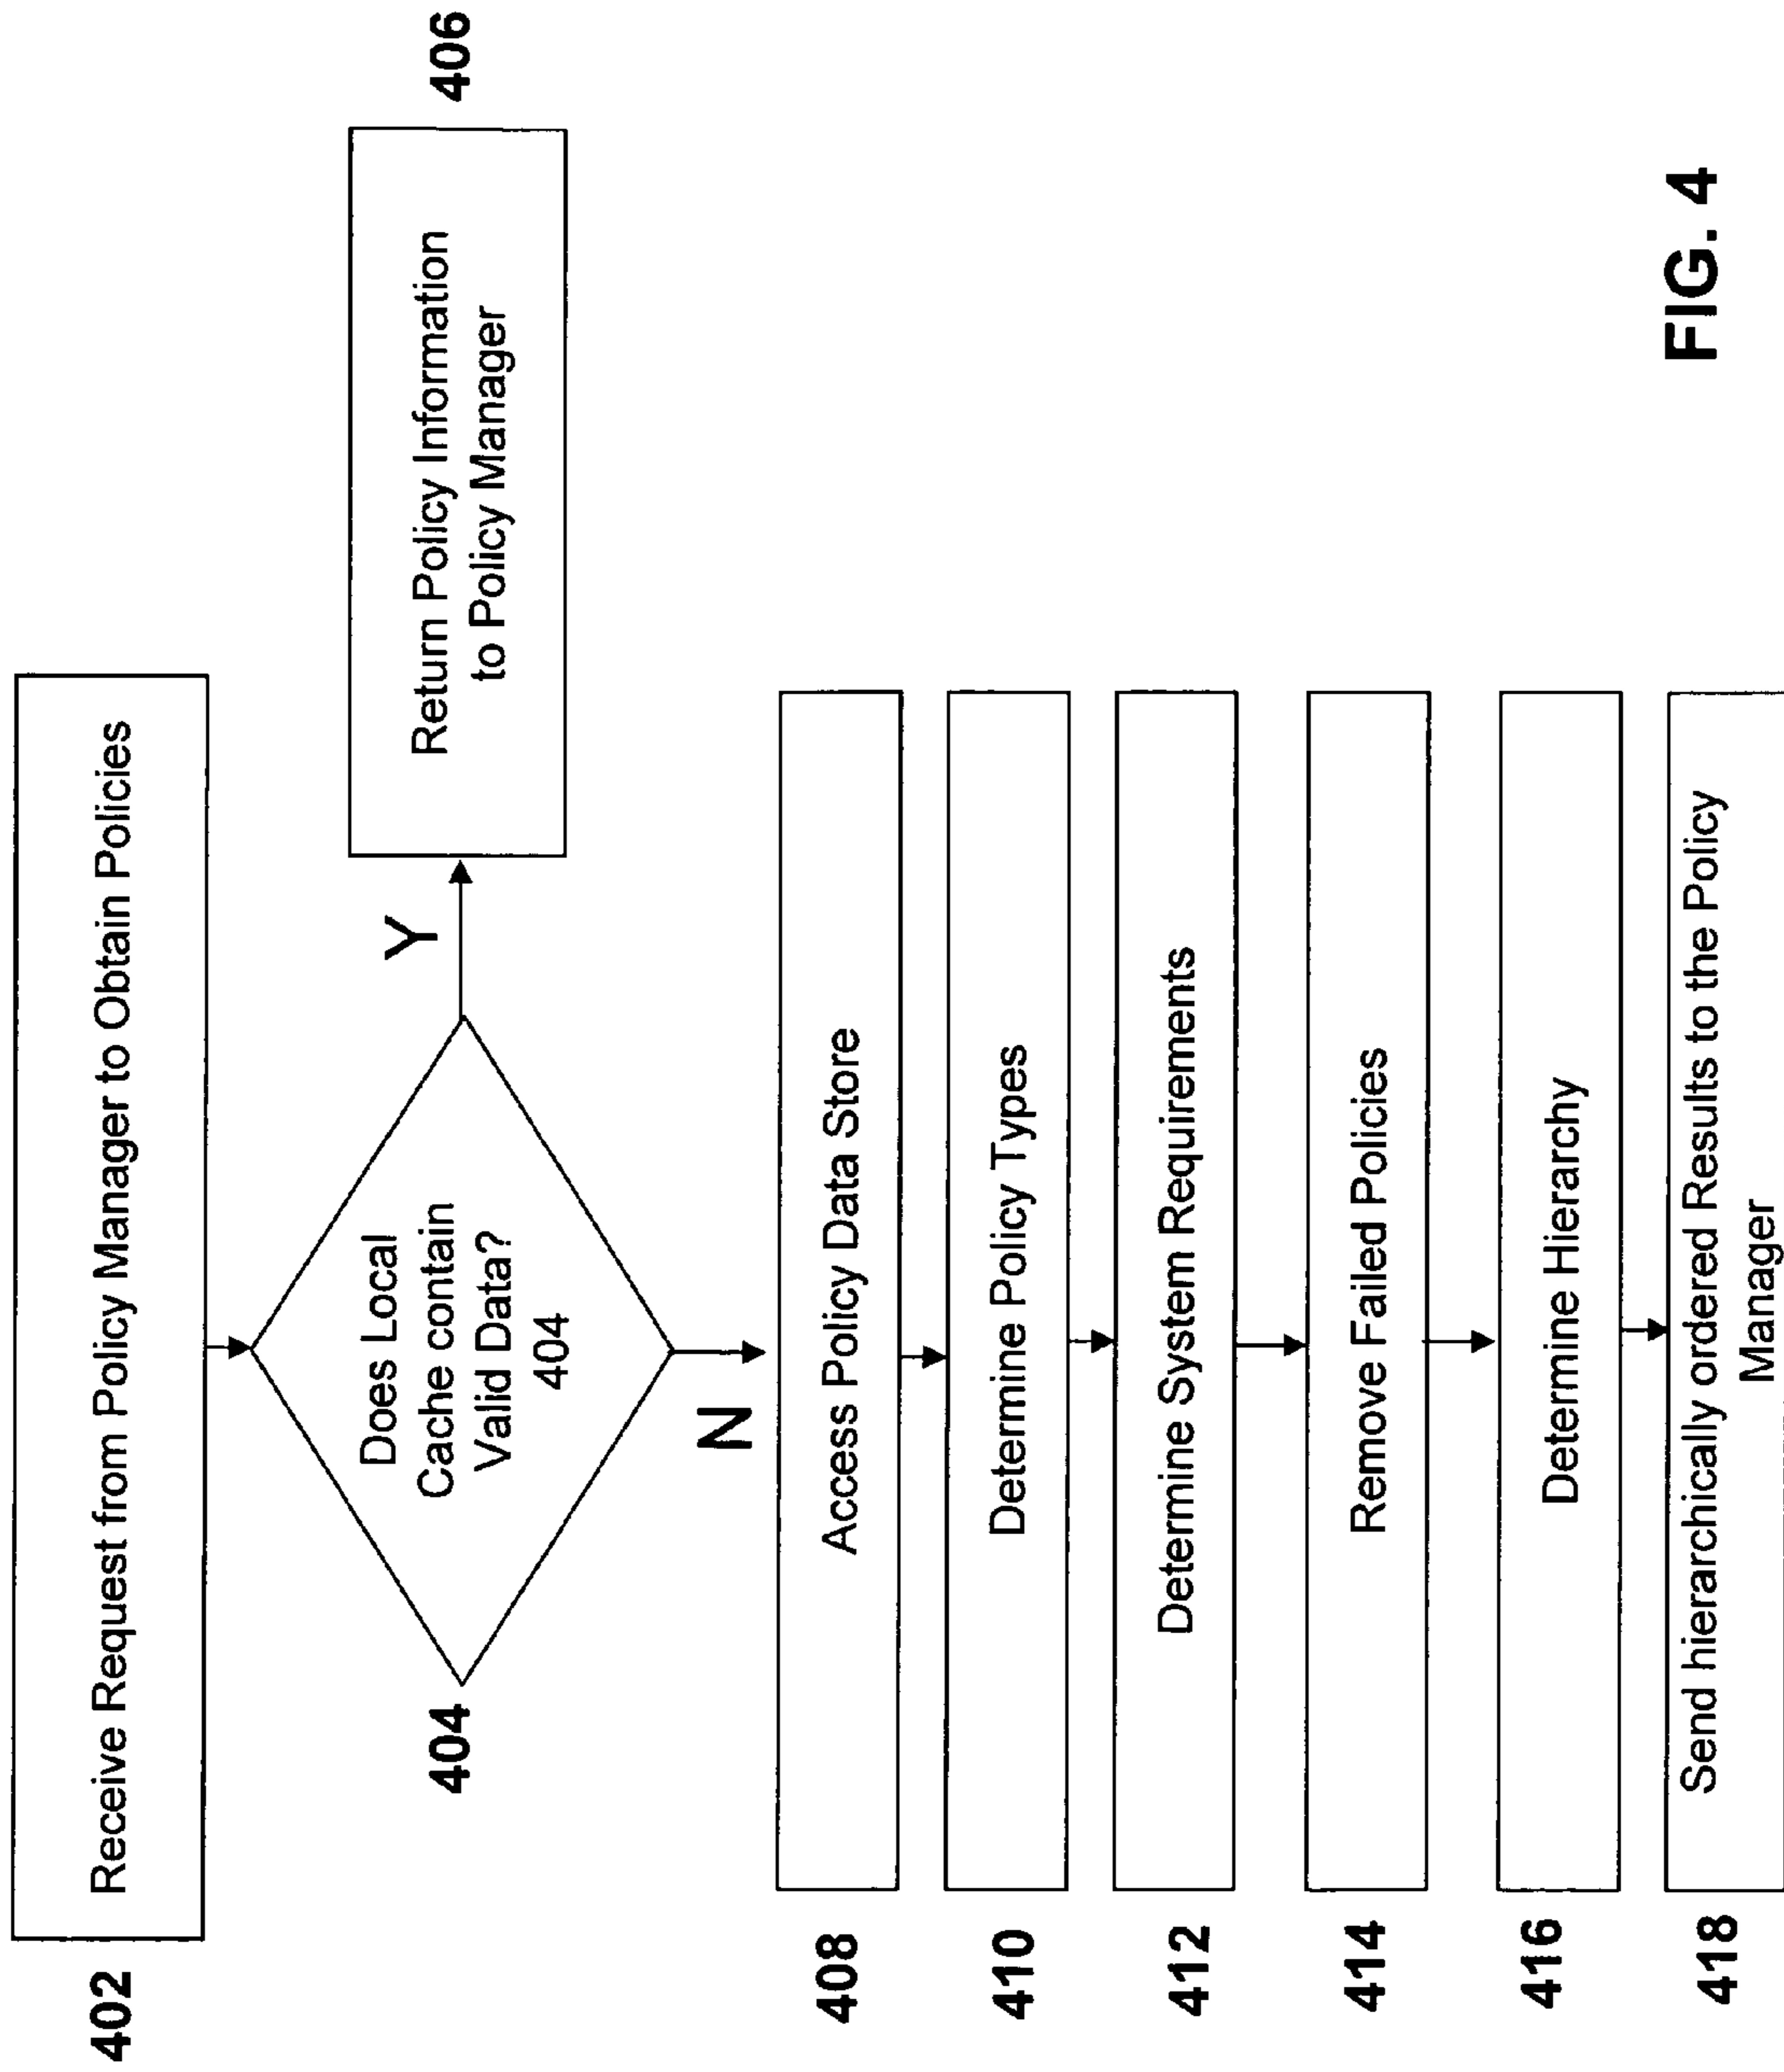 402
Receive Request from Policy Manager to Obtain Policies
404
Does Local
Cache contain
Valid Data?
404
Y
Return Policy Information
to Policy Manager
406
N
408
Access Policy Data Store
410
Determine Policy Types
412
Determine System Requirements
414
Remove Failed Policies
416
Determine Hierarchy
418
Send hierarchically ordered Results to the Policy
Manager
FIG. 4